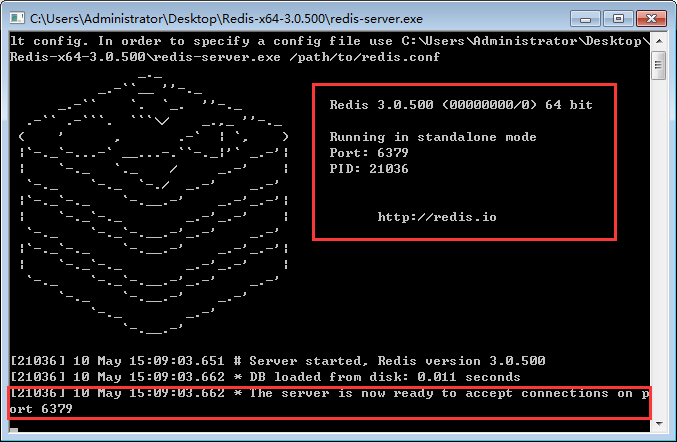 C:\Users\Administrator\Desktop\Redis-x64-3.0.500\redis-server.exe
lt config. In order to specify a config file use C:\Users\Administrator\Desktop\
Redis-x64-3.0.500\redis-server.exe /path/to/redis.conf
Redis 3.0.500 (00000000/0) 64 bit
Running in standalone mode
Port: 6379
PID: 21036
http://redis.io
[21036] 10 May 15:09:03.651 # Server started, Redis version 3.0.500
[21036] 10 May 15:09:03.662 * DB loaded from disk: 0.011 seconds
[21036] 10 May 15:09:03.662 * The server is now ready to accept connections on p
ort 6379